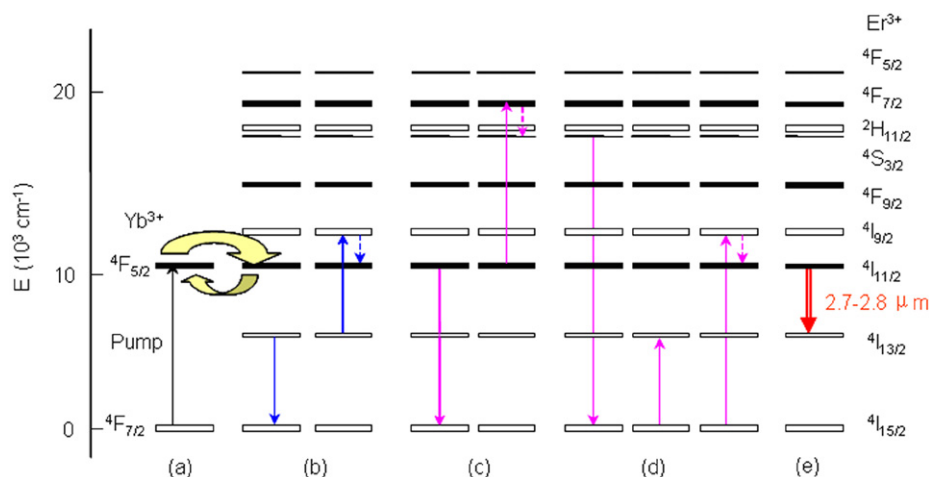 Er³⁺
⁴F₅/₂
20
⁴F₇/₂
²H₁₁/₂
⁴S₃/₂
⁴F₉/₂
Yb³⁺
⁴I₉/₂
E (10³ cm⁻¹)
⁴F₅/₂
10
⁴I₁₁/₂
2.7-2.8 μm
Pump
⁴I₁₃/₂
⁴F₇/₂
0
⁴I₁₅/₂
(a) (b) (c) (d) (e)